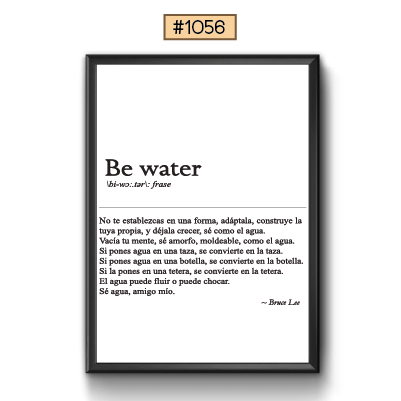 #1056
Be water
\bi-wɔ:.tər\: frase
No te establezcas en una forma, adáptala, construye la
tuya propia, y déjala crecer, sé como el agua.
Vacía tu mente, sé amorfo, moldeable, como el agua.
Si pones agua en una taza, se convierte en la taza.
Si pones agua en una botella, se convierte en la botella.
Si la pones en una tetera, se convierte en la tetera.
El agua puede fluir o puede chocar.
Sé agua, amigo mío.
~ Bruce Lee